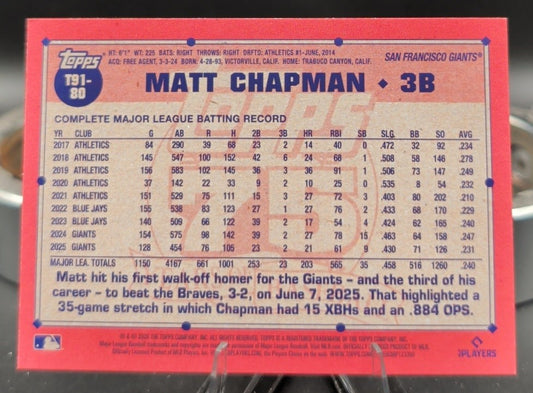 Topps
T91-
80
HT: 6'1" WT: 225 BATS: RIGHT THROWS: RIGHT DRFTD: ATHLETICS #1-JUNE, 2014
ACQ: FREE AGENT, 3-3-24 BORN: 4-28-93, VICTORVILLE, CALIF. HOME: TRABUCO CANYON, CALIF.
SAN FRANCISCO GIANTS®
MATT CHAPMAN ♦ 3B
COMPLETE MAJOR LEAGUE BATTING RECORD
YR CLUB G AB R H 2B 3B HR RBI SB SLG BB SO AVG
2017 ATHLETICS 84 290 39 68 23 2 14 40 0 .472 32 92 .234
2018 ATHLETICS 145 547 100 152 42 6 24 68 1 .508 58 146 .278
2019 ATHLETICS 156 583 102 145 36 3 36 91 1 .506 73 147 .249
2020 ATHLETICS 37 142 22 33 9 2 10 25 0 .535 8 54 .232
2021 ATHLETICS 151 529 75 111 15 3 27 72 3 .403 80 202 .210
2022 BLUE JAYS 155 538 83 123 27 1 27 76 2 .433 68 170 .229
2023 BLUE JAYS 140 509 66 122 39 2 17 54 4 .424 62 165 .240
2024 GIANTS 154 575 98 142 33 2 27 78 15 .463 64 158 .247
2025 GIANTS 128 454 76 105 23 2 21 61 9 .430 71 126 .231
MAJOR LEA. TOTALS 1150 4167 661 1001 253 23 203 565 35 .458 516 1260 .240
Matt hit his first walk-off homer for the Giants – and the third of his
career – to beat the Braves, 3-2, on June 7, 2025. That highlighted a
35-game stretch in which Chapman had 15 XBHs and an .884 OPS.
PLAYERS
TOPPS
75